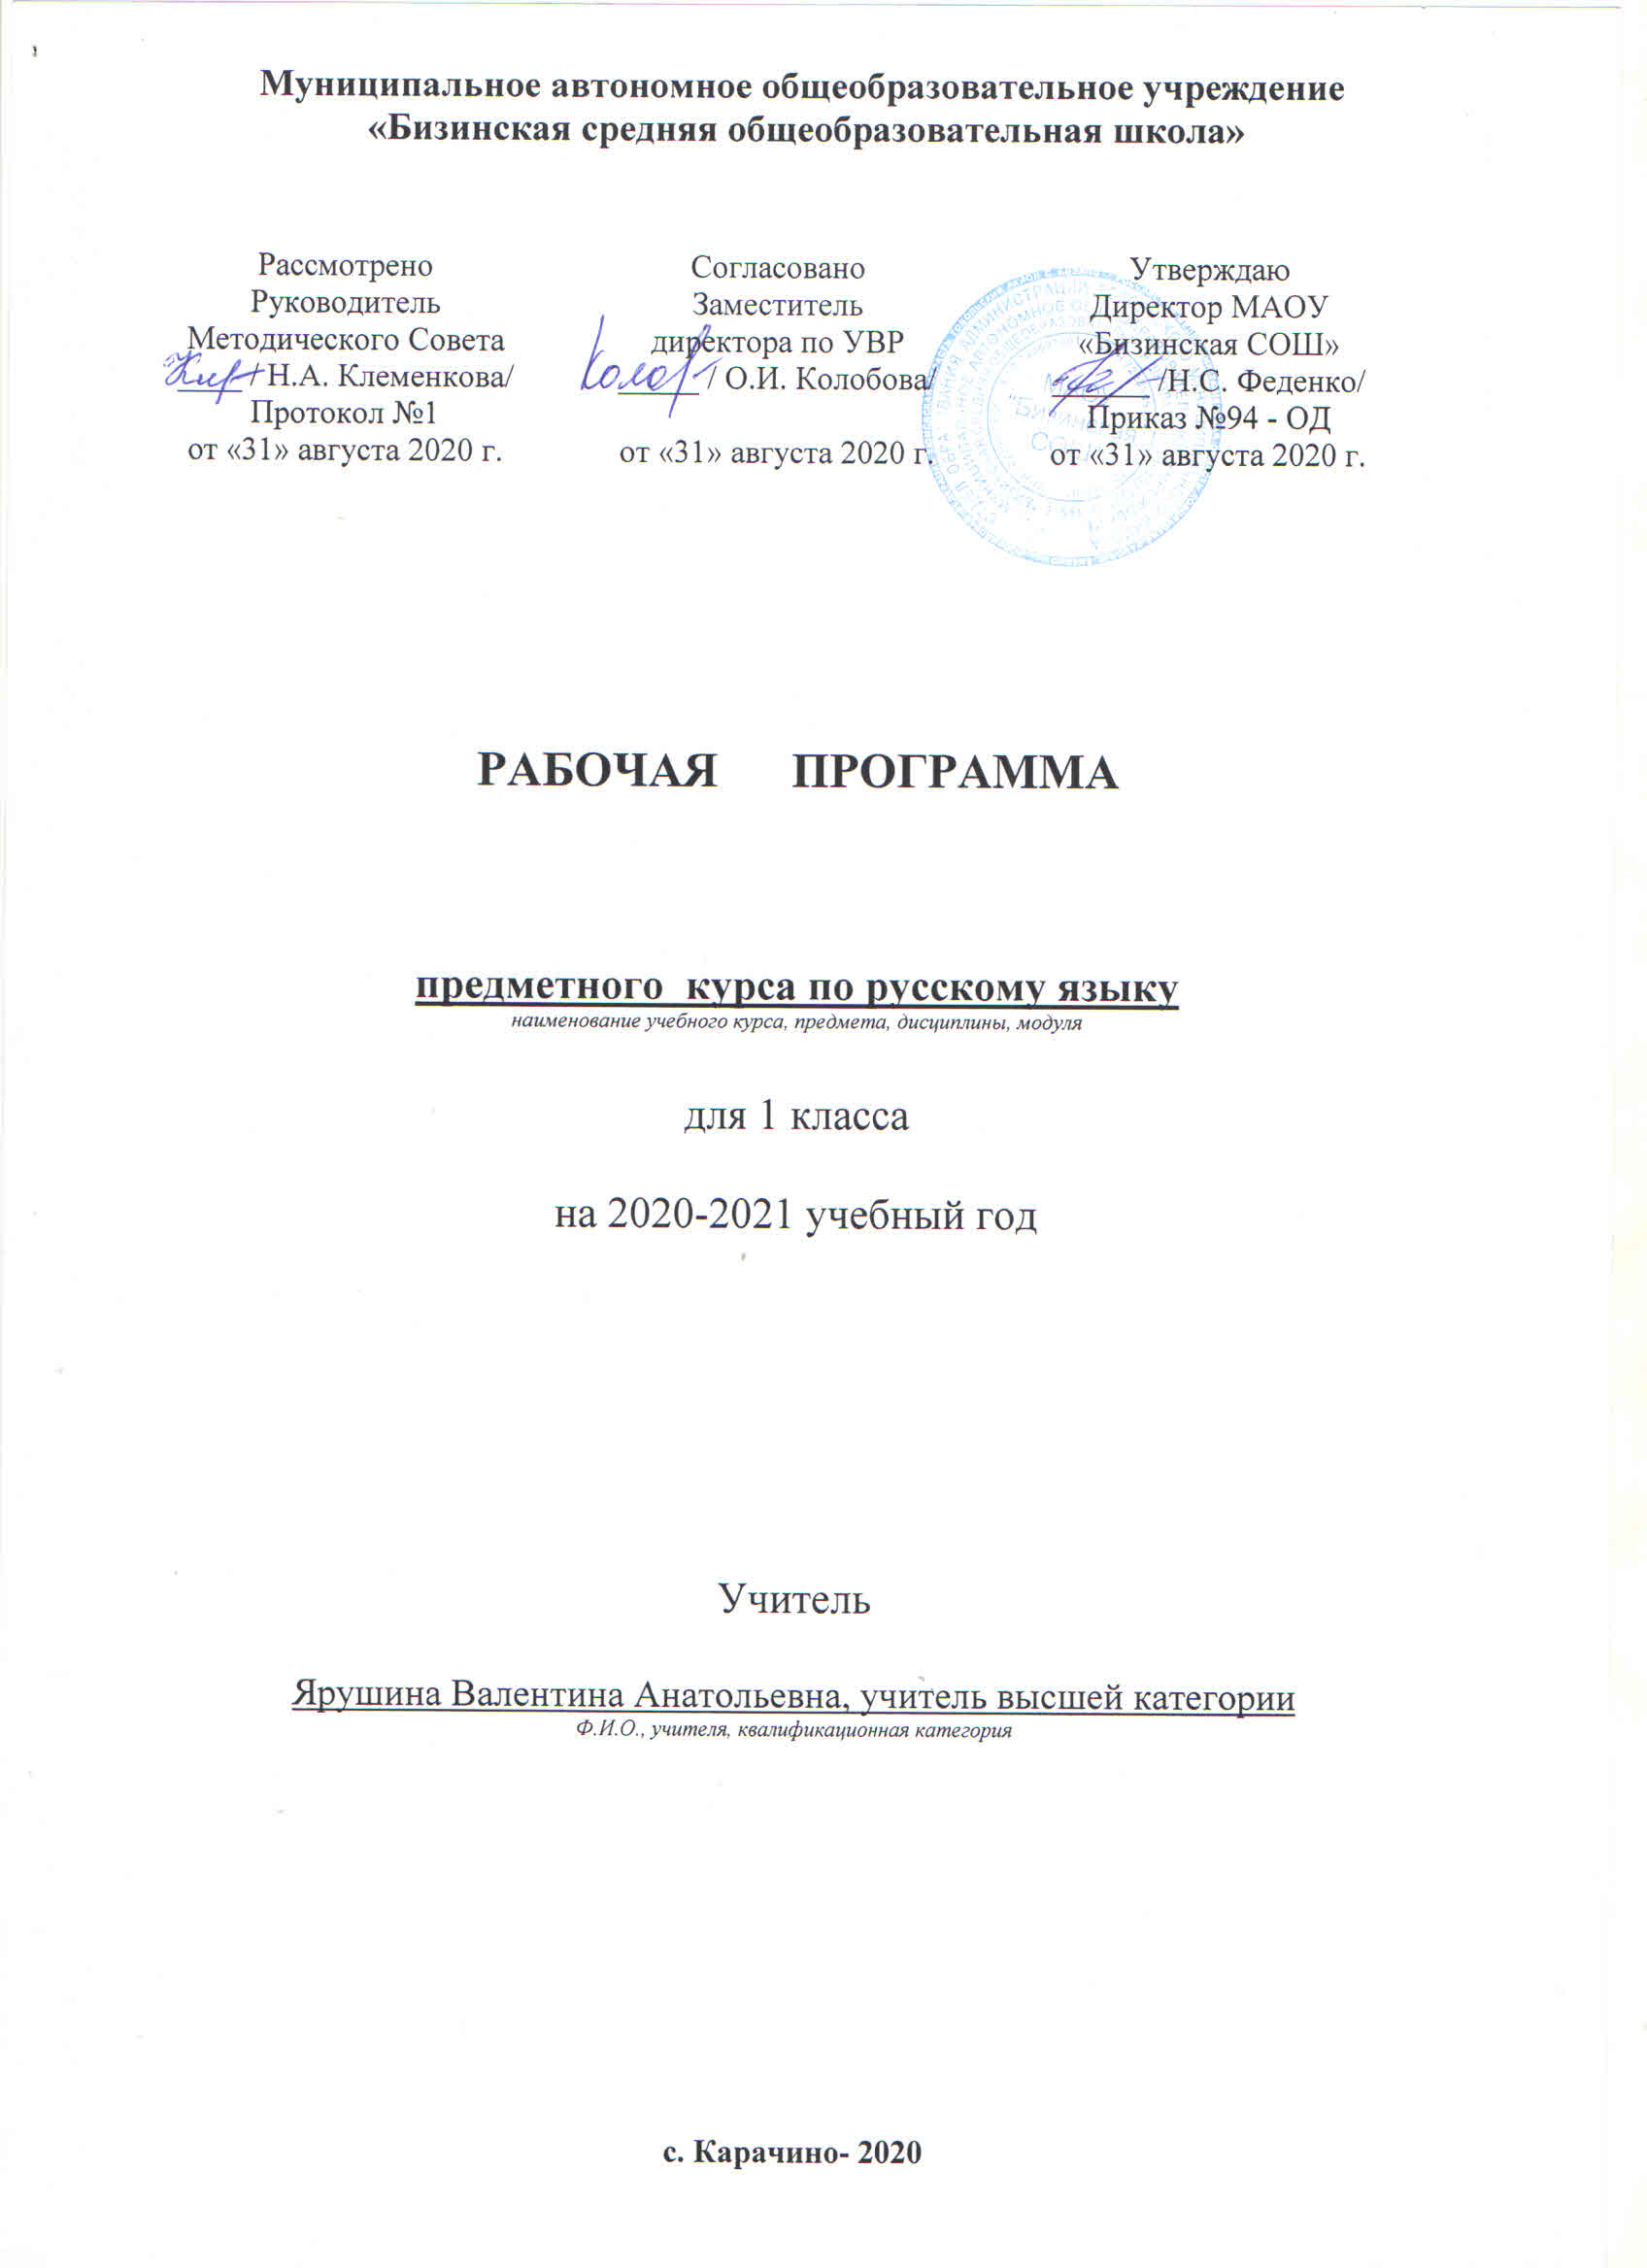 Муниципальное автономное общеобразовательное учреждение
«Бизинская средняя общеобразовательная школа»
Рассмотрено
Руководитель
Методического Совета
/ Н.А. Клеменкова/
Протокол №1
от «31» августа 2020 г.
Согласовано
Заместитель
директора по УВР
/ О.И. Колобова/
от «31» августа 2020 г.
Утверждаю
Директор МАОУ
«Бизинская СОШ»
/Н.С. Феденко/
Приказ №94 - ОД
от «31» августа 2020 г.
РАБОЧАЯ ПРОГРАММА
предметного курса по русскому языку
наименование учебного курса, предмета, дисциплины, модуля
для 1 класса
на 2020-2021 учебный год
Учитель
Ярушина Валентина Анатольевна, учитель высшей категории
Ф.И.О., учителя, квалификационная категория
с. Карачино- 2020